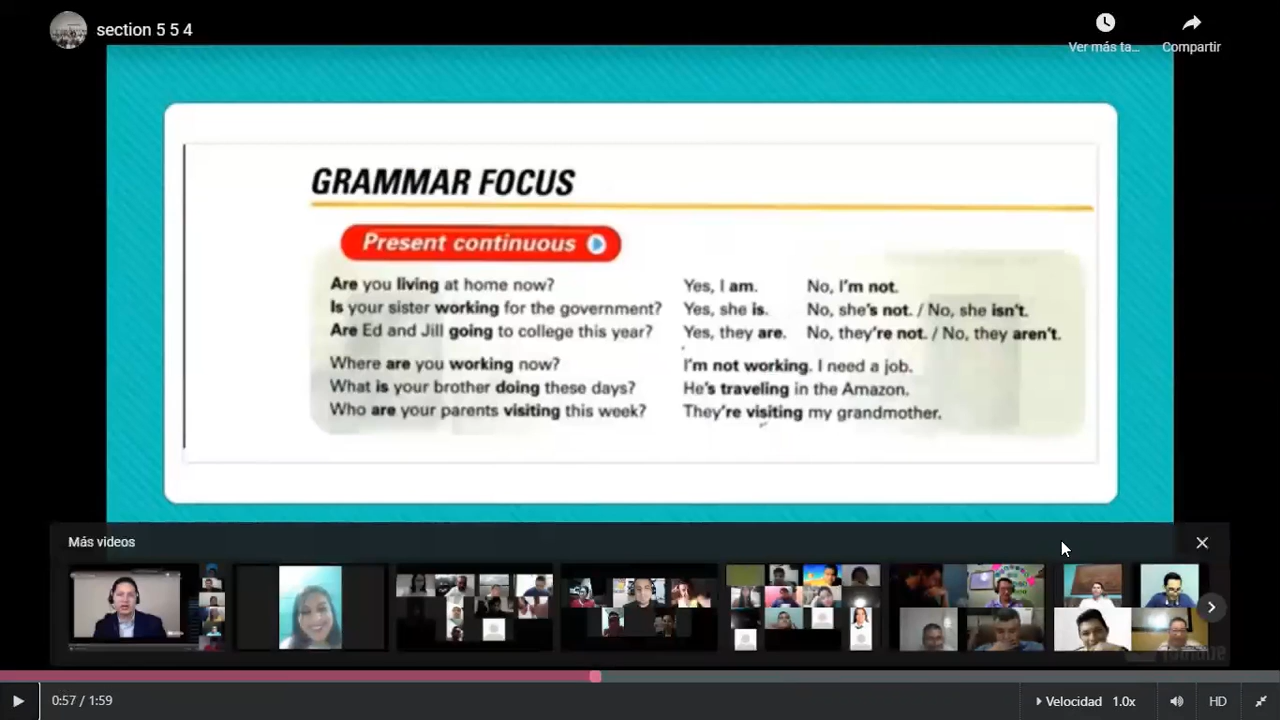 section 5 5 4
Ver más ta...
Compartir
GRAMMAR FOCUS
Present continuous
Are you living at home now? Yes, I am. No, I'm not.
Is your sister working for the government? Yes, she is. No, she's not. / No, she isn't.
Are Ed and Jill going to college this year? Yes, they are. No, they're not. / No, they aren't.
Where are you working now? I'm not working. I need a job.
What is your brother doing these days? He's traveling in the Amazon.
Who are your parents visiting this week? They're visiting my grandmother.
Más videos
0:57 / 1:59
Velocidad 1.0x
HD